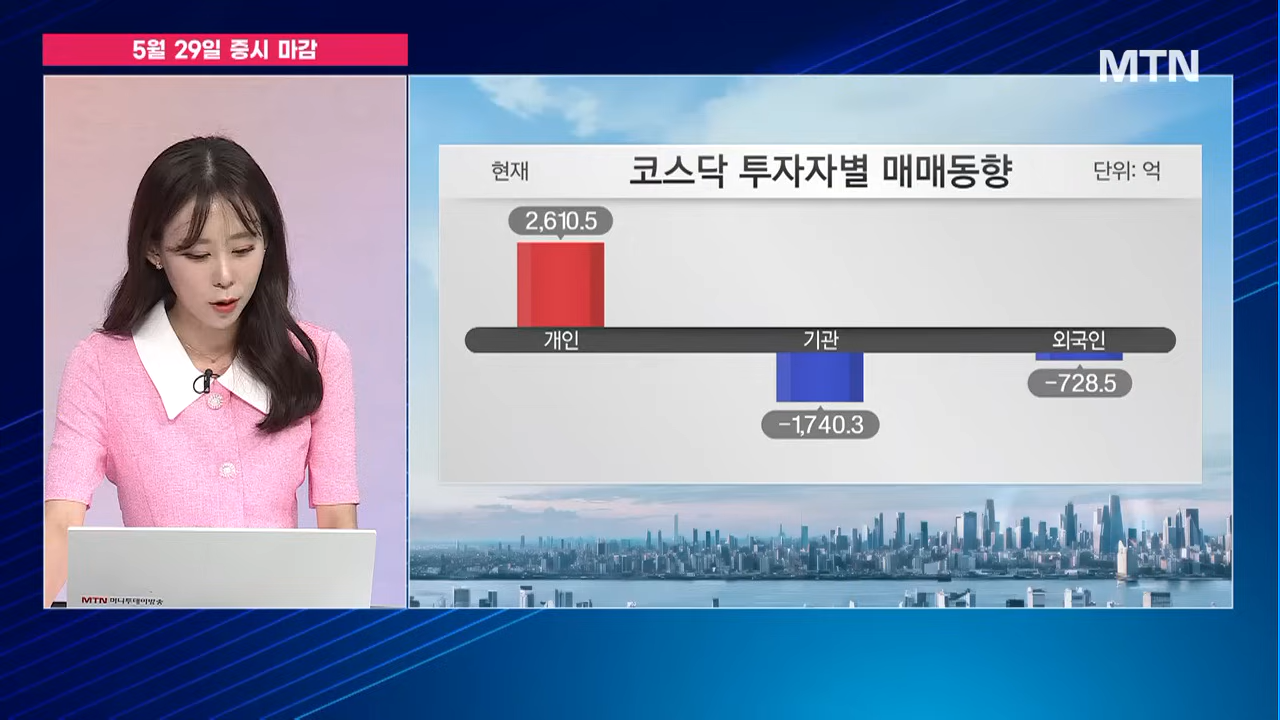 5월 29일 증시 마감
MTN
현재 코스닥 투자자별 매매동향 단위: 억
2,610.5
개인 기관 외국인
-1,740.3
-728.5
MTN 머니투데이방송